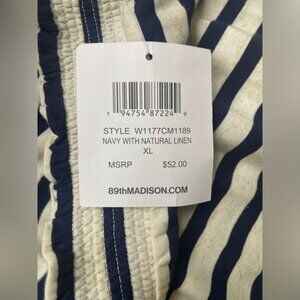 1 94754 87224 9
STYLE W1177CM1189
NAVY WITH NATURAL LINEN
XL
MSRP $52.00
89thMADISON.COM